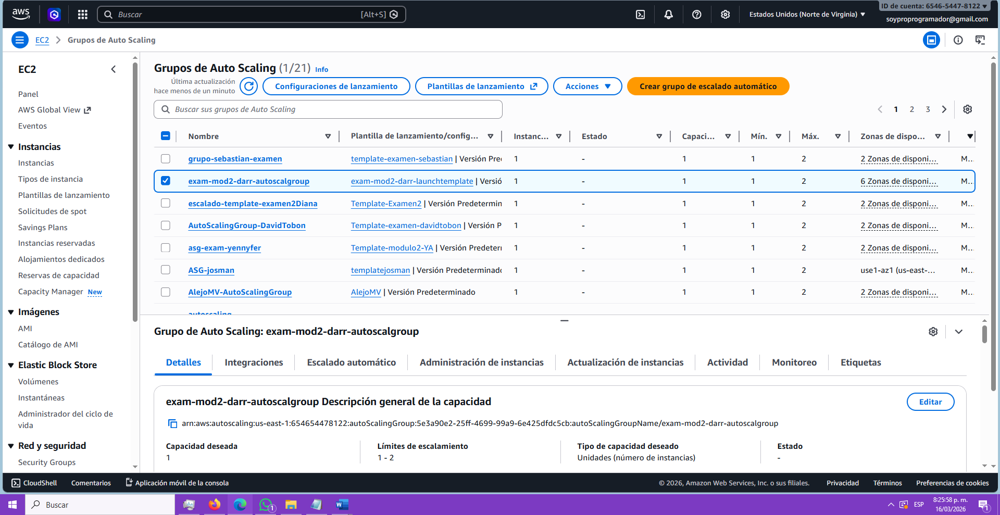 aws
Buscar
[Alt+S]
Estados Unidos (Norte de Virginia)
ID de cuenta: 6546-5447-8122
soyproprogramador@gmail.com
EC2
Grupos de Auto Scaling
EC2
Panel
AWS Global View
Eventos
Instancias
Instancias
Tipos de instancia
Plantillas de lanzamiento
Solicitudes de spot
Savings Plans
Instancias reservadas
Alojamientos dedicados
Reservas de capacidad
Capacity Manager New
Imágenes
AMI
Catálogo de AMI
Elastic Block Store
Volúmenes
Instantáneas
Administrador del ciclo de
vida
Red y seguridad
Security Groups
Grupos de Auto Scaling (1/21) Info
Última actualización
hace menos de un minuto
Configuraciones de lanzamiento
Plantillas de lanzamiento
Acciones
Crear grupo de escalado automático
Buscar sus grupos de Auto Scaling
1 2 3
Nombre Plantilla de lanzamiento/config... Instanc... Estado Capaci... Mín. Máx. Zonas de dispo...
grupo-sebastian-examen template-examen-sebastian | Versión Pre 1 - 1 1 2 2 Zonas de disponi... M...
exam-mod2-darr-autoscalgroup exam-mod2-darr-launchtemplate | Versió 1 - 1 1 2 6 Zonas de disponi... M...
escalado-template-examen2Diana Template-Examen2 | Versión Predetermin 1 - 1 1 2 2 Zonas de disponi... M...
AutoScalingGroup-DavidTobon Template-examen-davidtobon | Versión P 1 - 1 1 2 2 Zonas de disponi... M...
asg-exam-yennyfer Template-modulo2-YA | Versión Predeter 1 - 1 1 2 2 Zonas de disponi... M...
ASG-josman templatejosman | Versión Predeterminado 1 - 1 1 2 use1-az1 (us-east-... M...
AlejoMV-AutoScalingGroup AlejoMV | Versión Predeterminado 1 - 1 1 2 2 Zonas de disponi... M...
autoscaling
Grupo de Auto Scaling: exam-mod2-darr-autoscalgroup
Detalles Integraciones Escalado automático Administración de instancias Actualización de instancias Actividad Monitoreo Etiquetas
exam-mod2-darr-autoscalgroup Descripción general de la capacidad
Editar
arn:aws:autoscaling:us-east-1:654654478122:autoScalingGroup:5e3a90e2-25ff-4699-99a9-6e425dfdc5cb:autoScalingGroupName/exam-mod2-darr-autoscalgroup
Capacidad deseada Límites de escalamiento Tipo de capacidad deseado Estado
1 1 - 2 Unidades (número de instancias) -
CloudShell Comentarios Aplicación móvil de la consola
© 2026, Amazon Web Services, Inc. o sus filiales. Privacidad Términos Preferencias de cookies
Buscar
1
ESP
8:25:58 p. m.
16/03/2026
1